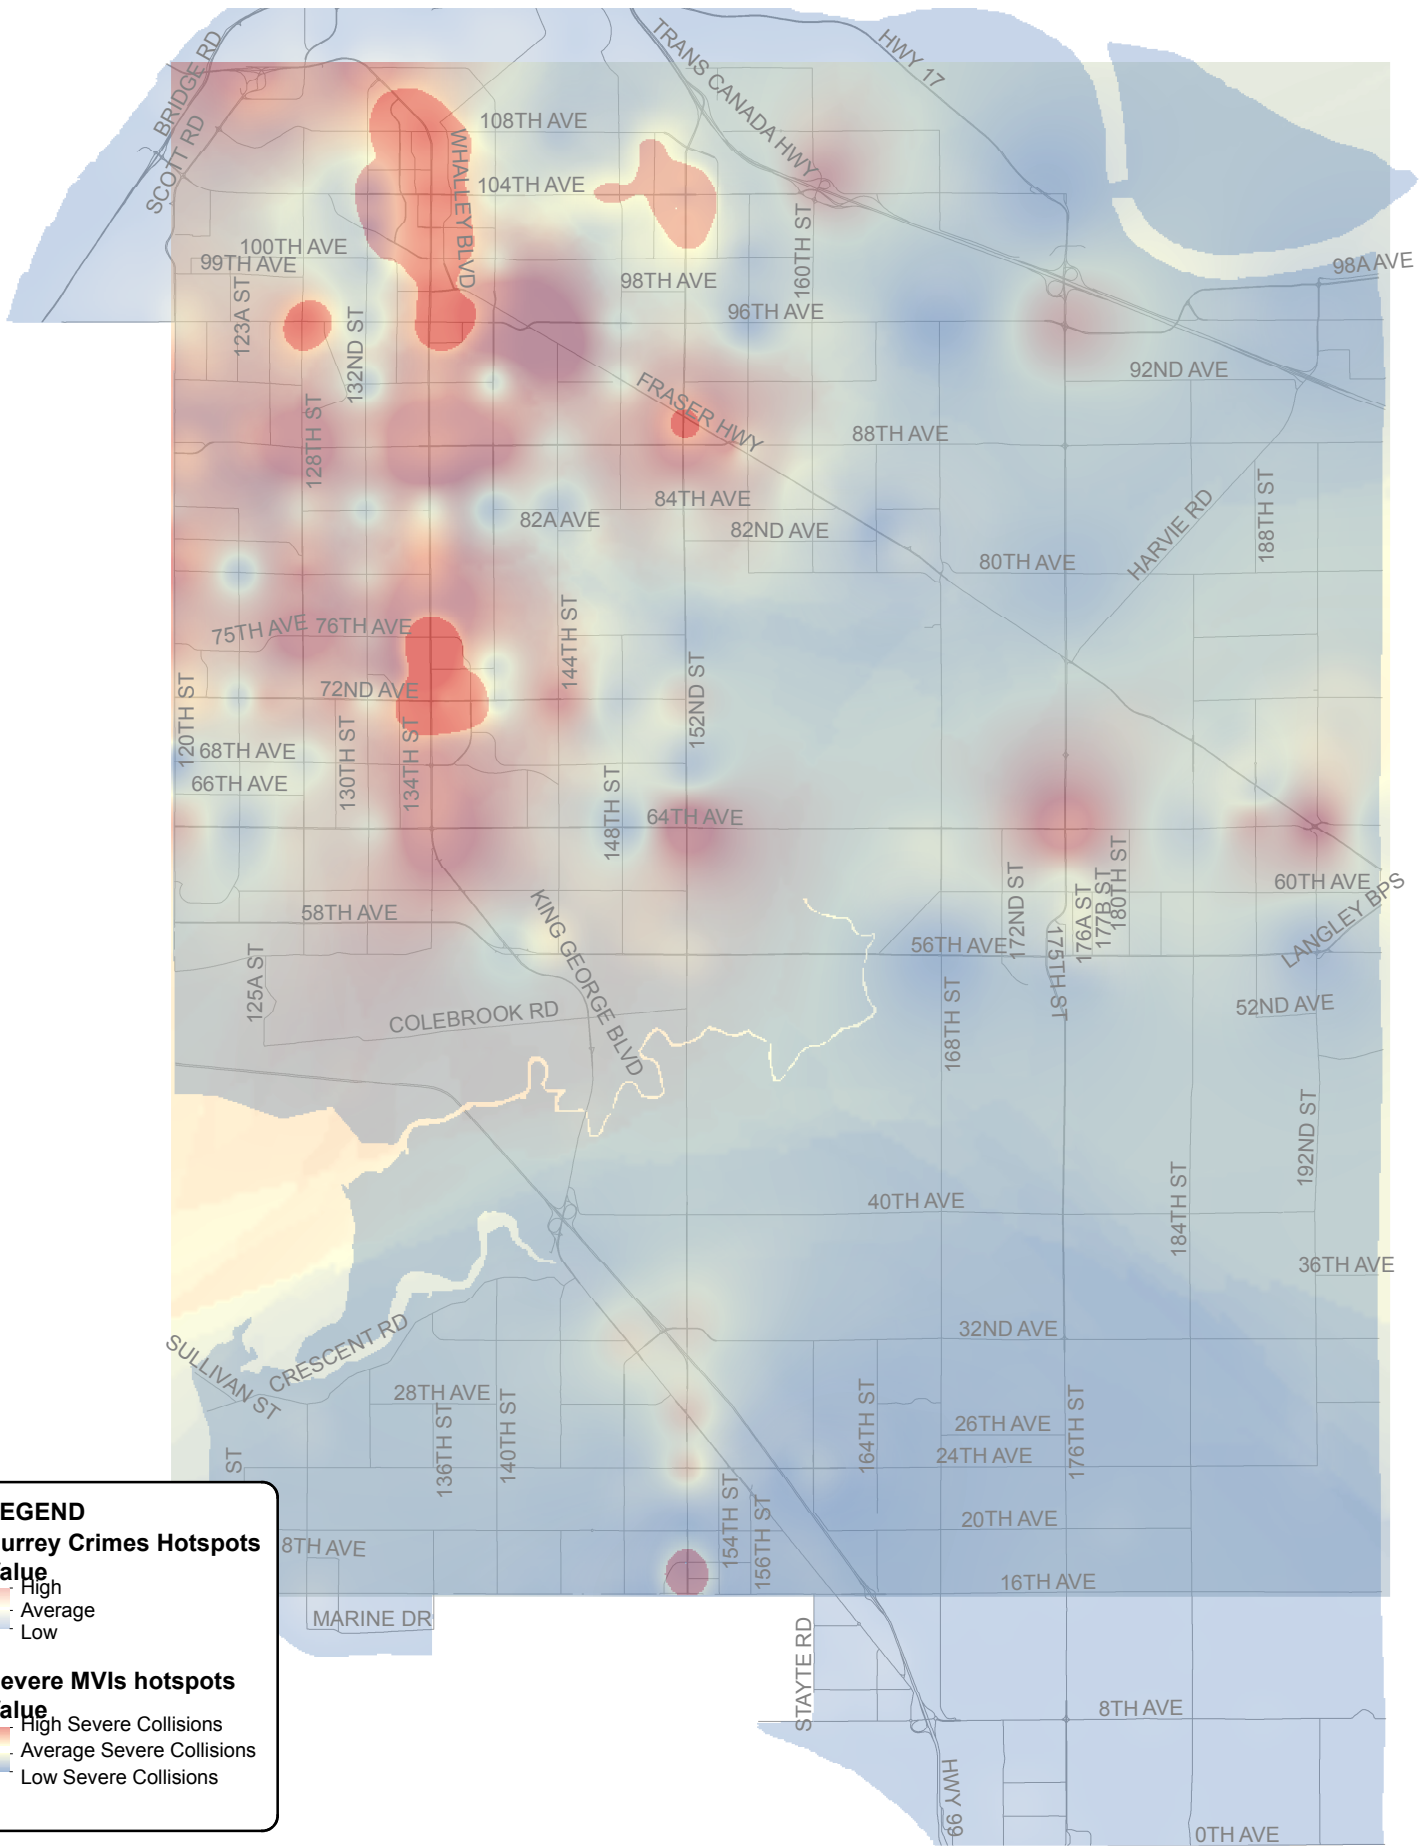 BRIDGE RD
SCOTT RD
TRANS CANADA HWY
HWY 17
108TH AVE
WHALLEY BLVD
104TH AVE
160TH ST
100TH AVE
99TH AVE
98TH AVE
98A AVE
123A ST
132ND ST
96TH AVE
92ND AVE
FRASER HWY
128TH ST
88TH AVE
84TH AVE
82A AVE
82ND AVE
HARVIE RD
188TH ST
80TH AVE
75TH AVE
76TH AVE
144TH ST
120TH ST
72ND AVE
152ND ST
68TH AVE
130TH ST
134TH ST
66TH AVE
148TH ST
64TH AVE
172ND ST
176A ST
177B ST
180TH ST
60TH AVE
LANGLEY BPS
58TH AVE
KING GEORGE BLVD
56TH AVE
175TH ST
125A ST
168TH ST
52ND AVE
COLEBROOK RD
192ND ST
40TH AVE
184TH ST
36TH AVE
32ND AVE
SULLIVAN ST
CRESCENT RD
28TH AVE
136TH ST
140TH ST
164TH ST
26TH AVE
176TH ST
24TH AVE
ST
154TH ST
156TH ST
20TH AVE
8TH AVE
16TH AVE
MARINE DR
STAYTE RD
8TH AVE
HWY 99
0TH AVE
EGEND
urrey Crimes Hotspots
alue
High
Average
Low
evere MVIs hotspots
alue
High Severe Collisions
Average Severe Collisions
Low Severe Collisions